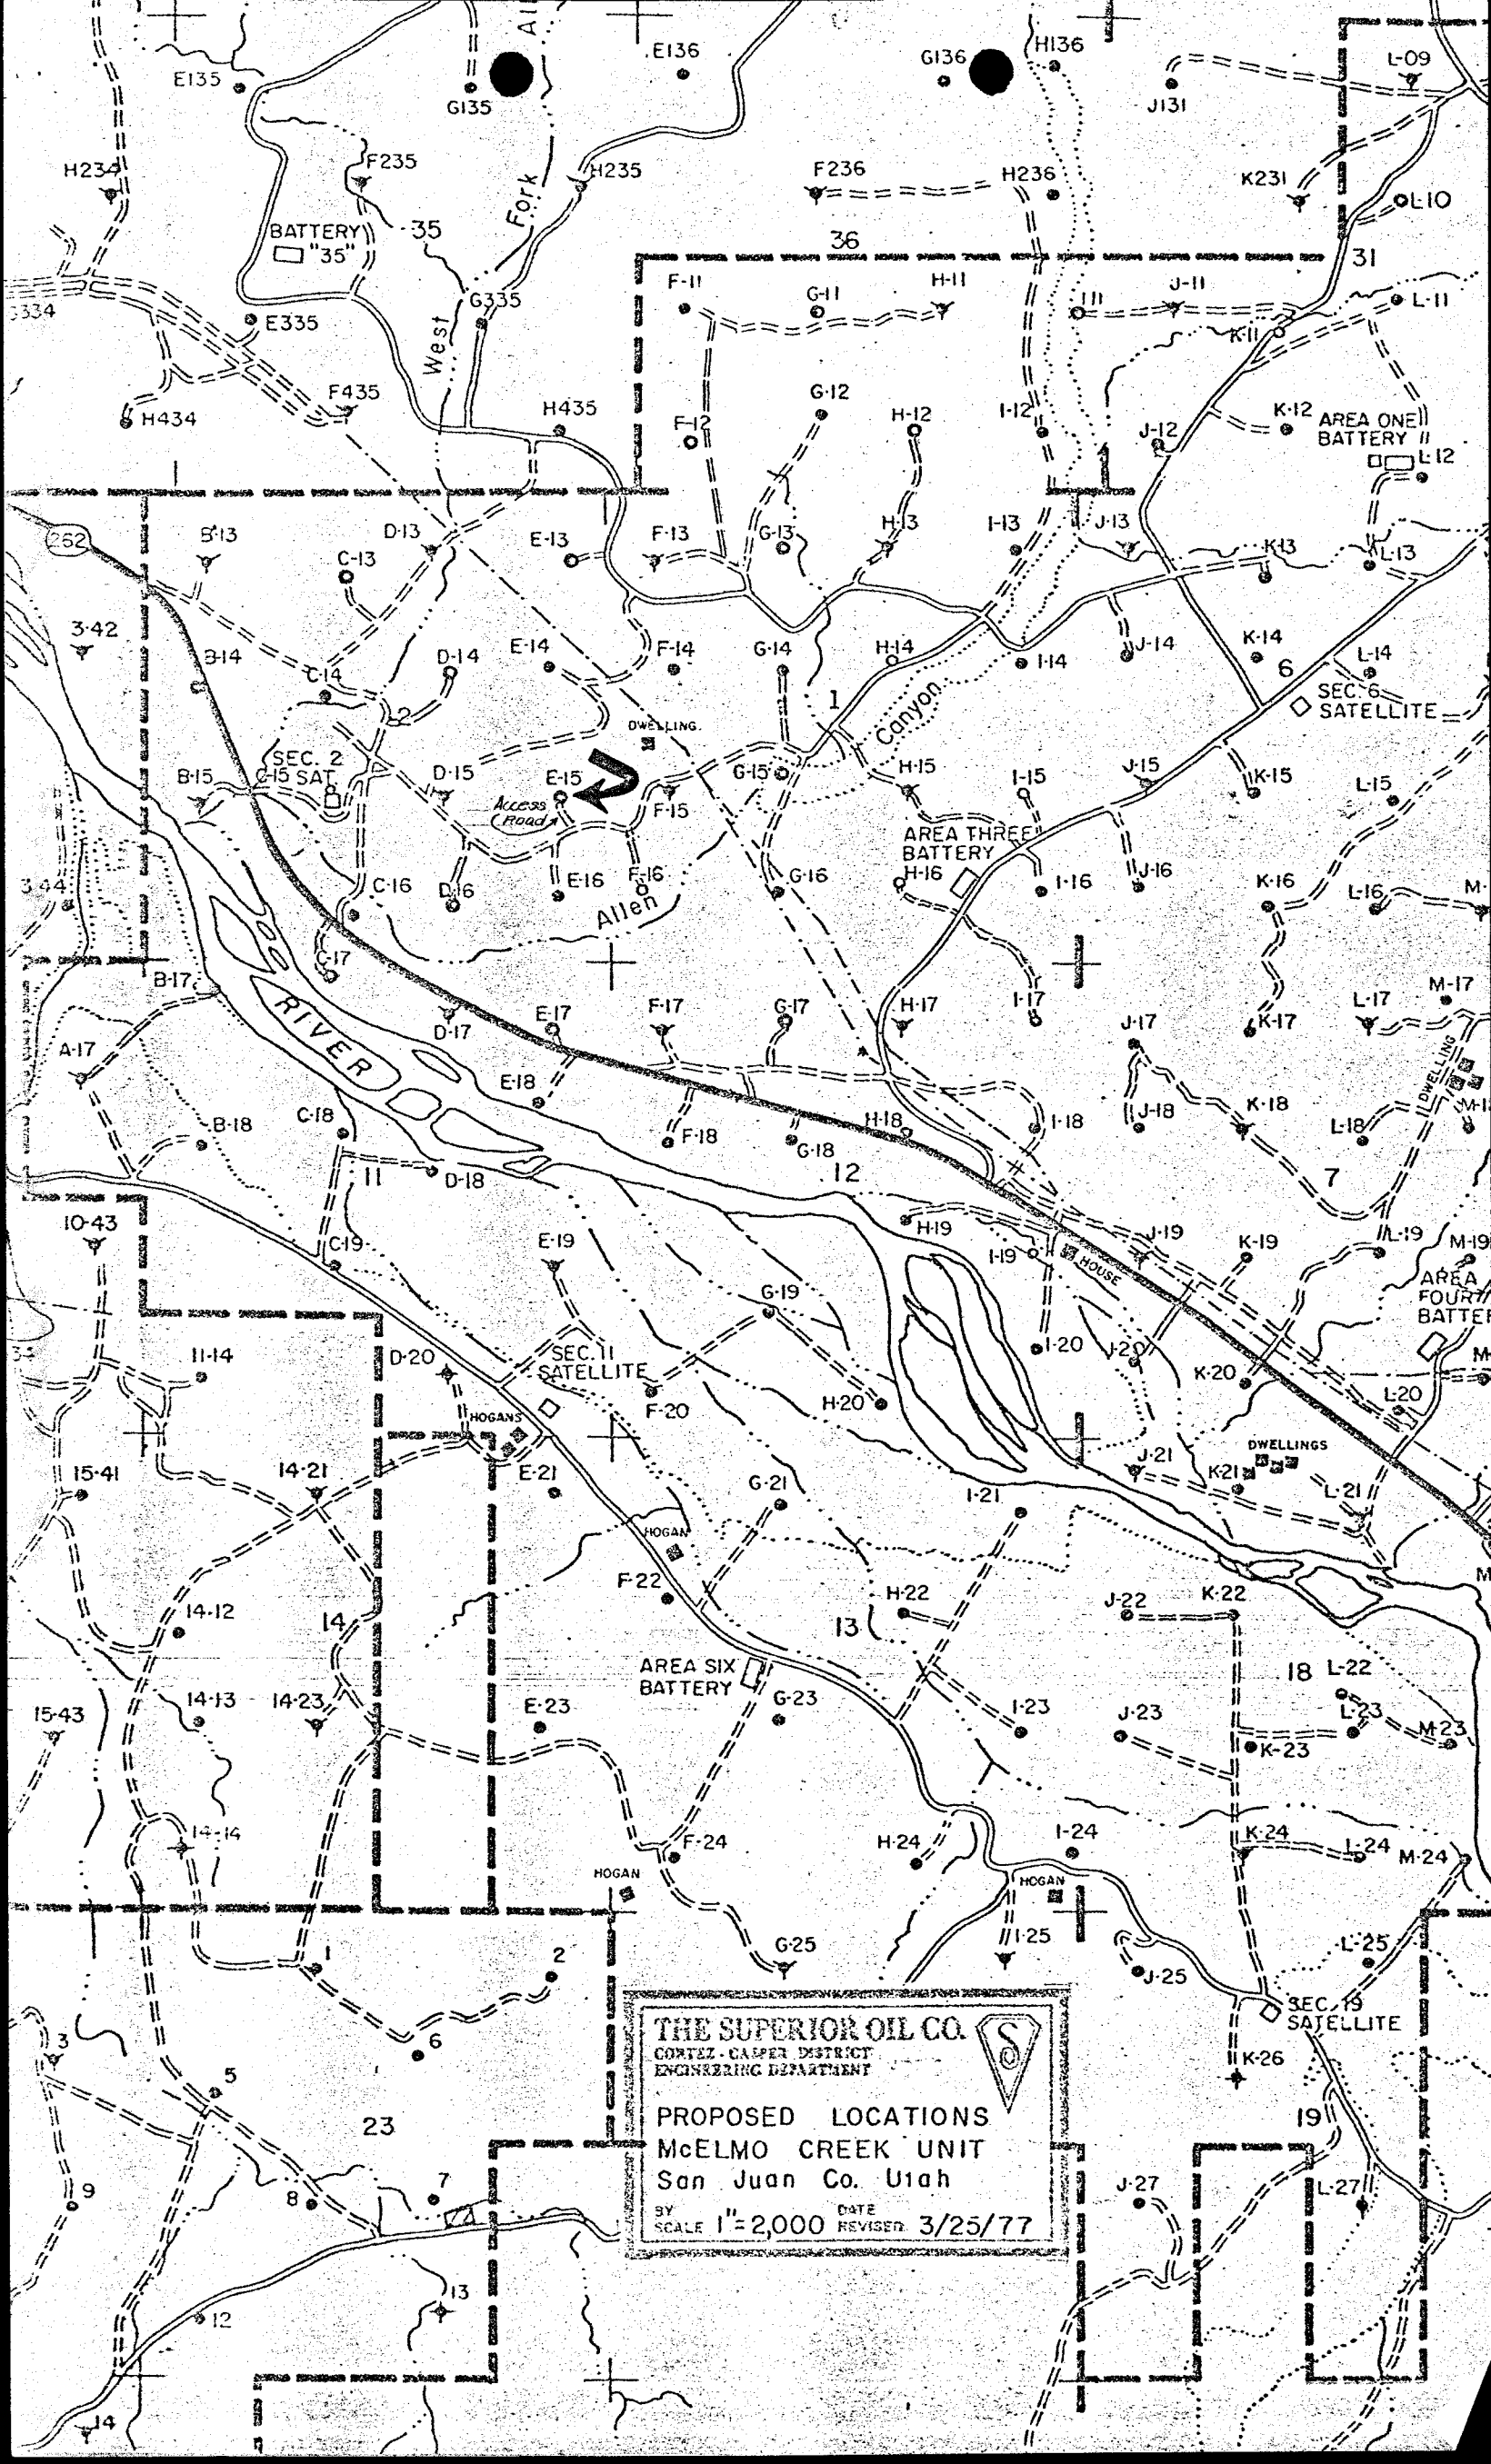 E136
G136
H136
E135
G135
L-09
J131
H234
F235
H235
F236
H236
K231
L-10
West
Fork
BATTERY
"35"
35
36
31
G335
E335
F-11
G-11
H-11
J-11
L-11
K-11
F435
H434
H435
G-12
F-12
H-12
I-12
J-12
K-12
AREA ONE
BATTERY
L-12
262
B-13
C-13
D-13
E-13
F-13
G-13
H-13
I-13
J-13
K-13
L-13
3-42
B-14
C-14
D-14
E-14
F-14
G-14
H-14
I-14
J-14
K-14
L-14
1
2
6
SEC. 6
SATELLITE
DWELLING
Canyon
SEC. 2
SAT.
B-15
C-15
D-15
E-15
Access
Road
F-15
G-15
H-15
I-15
J-15
K-15
L-15
AREA THREE
BATTERY
3-44
C-16
D-16
E-16
F-16
Allen
G-16
H-16
I-16
J-16
K-16
L-16
B-17
A-17
C-17
RIVER
D-17
E-17
F-17
G-17
H-17
I-17
J-17
K-17
L-17
M-17
DWELLING
B-18
C-18
D-18
E-18
F-18
G-18
H-18
I-18
J-18
K-18
L-18
11
12
7
10-43
C-19
E-19
G-19
H-19
I-19
HOUSE
J-19
K-19
L-19
M-19
AREA
FOUR
11-14
D-20
SEC. 11
SATELLITE
F-20
H-20
I-20
J-20
K-20
L-20
HOGANS
15-41
14-21
E-21
G-21
I-21
J-21
K-21
DWELLINGS
L-21
HOGAN
14-12
14
F-22
H-22
13
J-22
K-22
18
L-22
AREA SIX
BATTERY
15-43
14-13
14-23
E-23
G-23
I-23
J-23
K-23
L-23
M-23
14-14
F-24
H-24
I-24
K-24
L-24
M-24
HOGAN
HOGAN
1
2
G-25
I-25
J-25
L-25
3
5
6
SEC. 19
SATELLITE
K-26
THE SUPERIOR OIL CO.
S
CORTEZ - CASPER DISTRICT
ENGINEERING DEPARTMENT
PROPOSED LOCATIONS
McELMO CREEK UNIT
San Juan Co. Utah
BY
SCALE 1"=2,000
DATE
REVISED 3/25/77
23
19
9
8
7
J-27
L-27
12
13
14